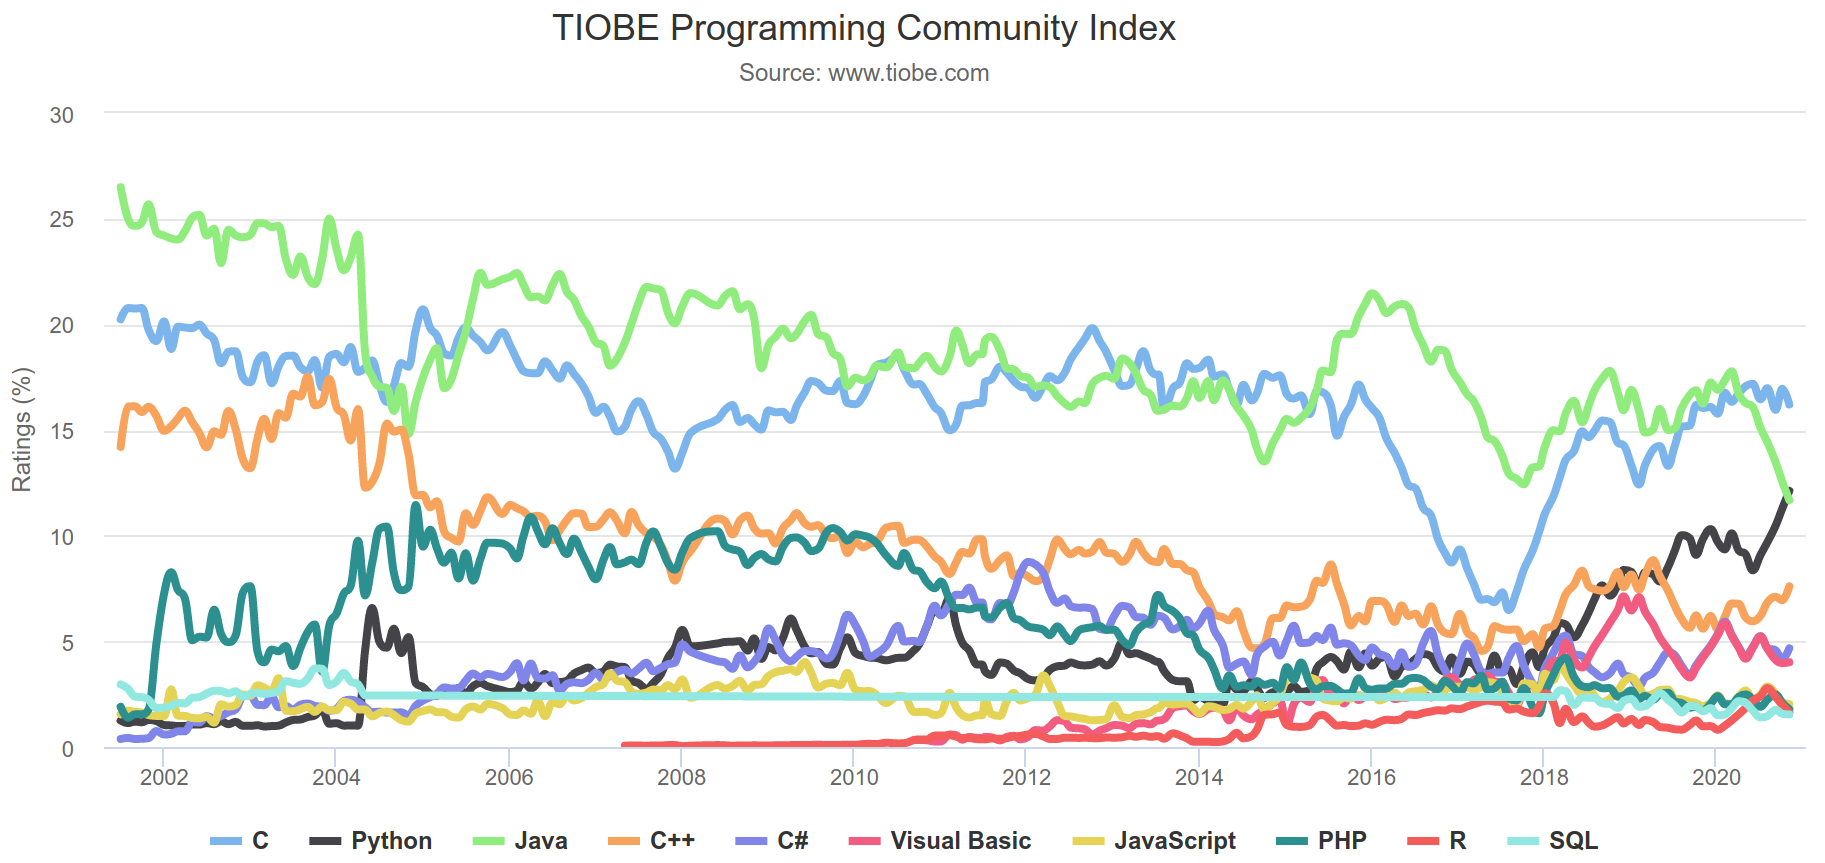 TIOBE Programming Community Index
Source: www.tiobe.com
Ratings (%)
30
25
20
15
10
5
0
2002 2004 2006 2008 2010 2012 2014 2016 2018 2020
C Python Java C++ C# Visual Basic JavaScript PHP R SQL